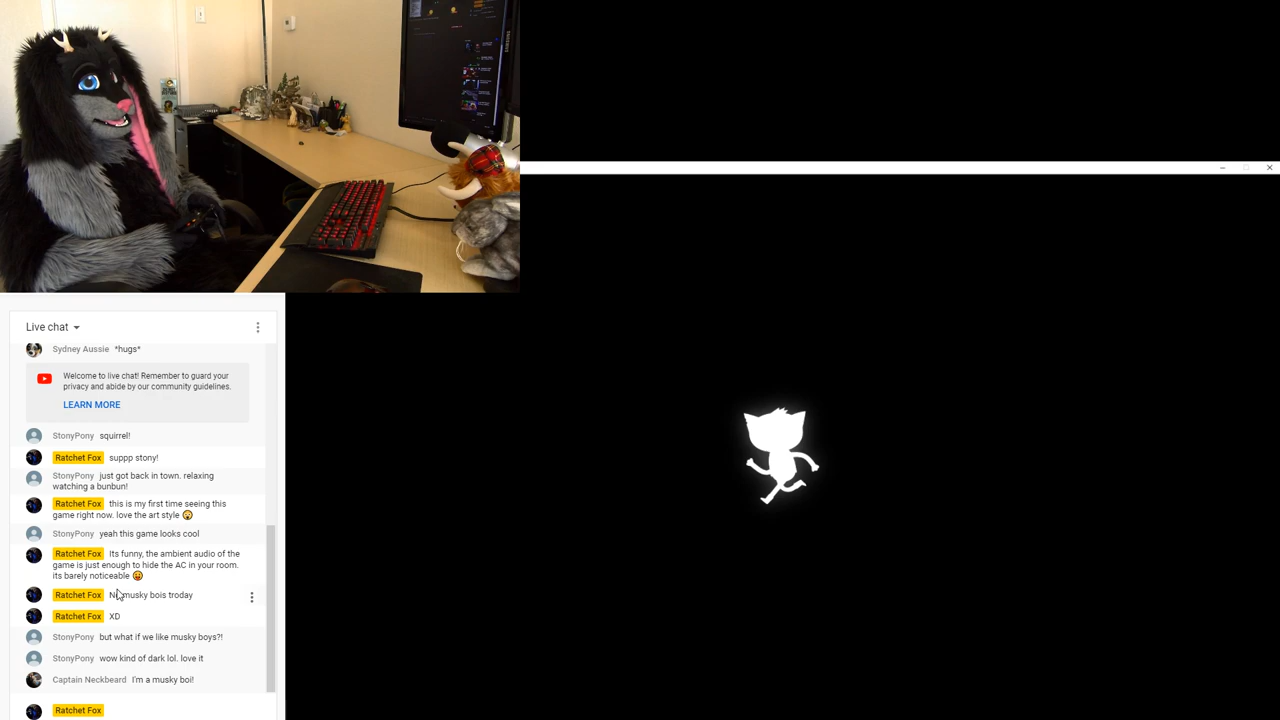 Live chat
Sydney Aussie *hugs*
Welcome to live chat! Remember to guard your
privacy and abide by our community guidelines.
LEARN MORE
StonyPony squirrel!
Ratchet Fox suppp stony!
StonyPony just got back in town. relaxing
watching a bunbun!
Ratchet Fox this is my first time seeing this
game right now. love the art style
StonyPony yeah this game looks cool
Ratchet Fox Its funny, the ambient audio of the
game is just enough to hide the AC in your room.
its barely noticeable
Ratchet Fox musky bois troday
Ratchet Fox XD
StonyPony but what if we like musky boys?!
StonyPony wow kind of dark lol. love it
Captain Neckbeard I'm a musky boi!
Ratchet Fox
SAMSUNG